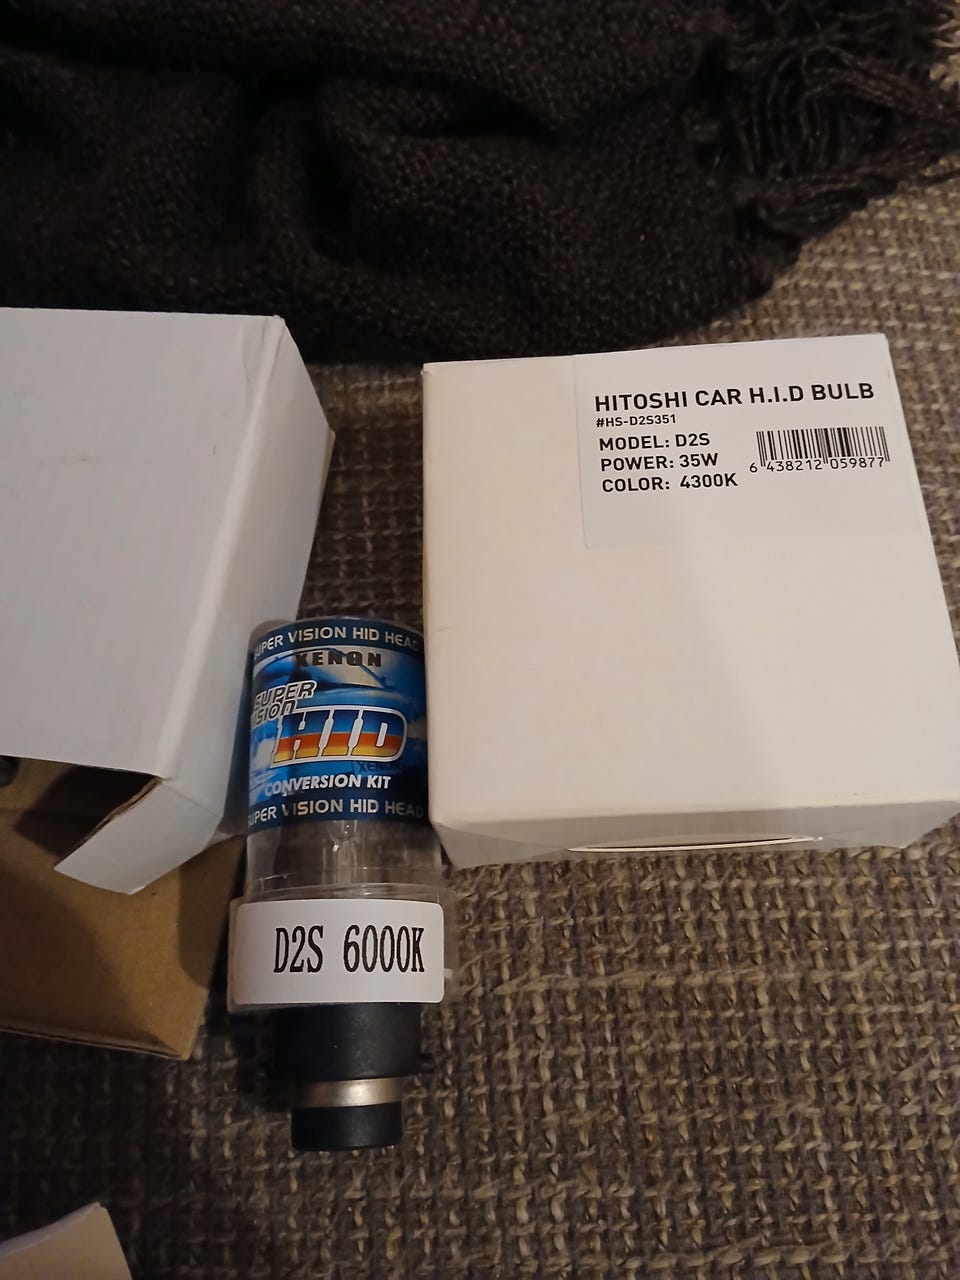 HITOSHI CAR H.I.D BULB
#HS-D2S351
MODEL: D2S
POWER: 35W
COLOR: 4300K
6 438212 059877
SUPER VISION HID HEAD
XENON
SUPER
HID
CONVERSION KIT
SUPER VISION HID HEAD
D2S 6000K